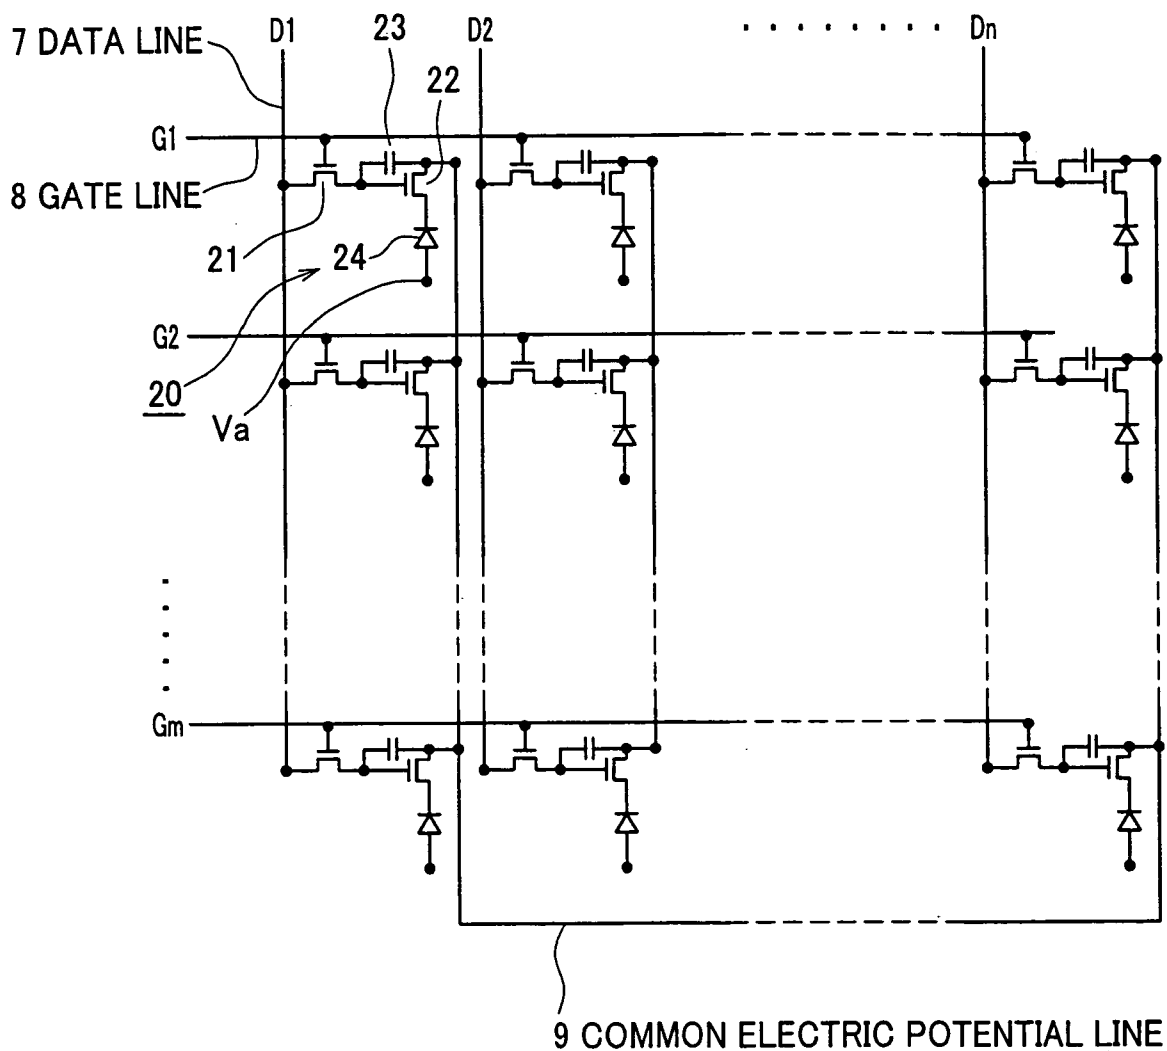 7 DATA LINE
D1
23
D2
Dn
22
G1
8 GATE LINE
21
24
20
G2
Va
Gm
9 COMMON ELECTRIC POTENTIAL LINE